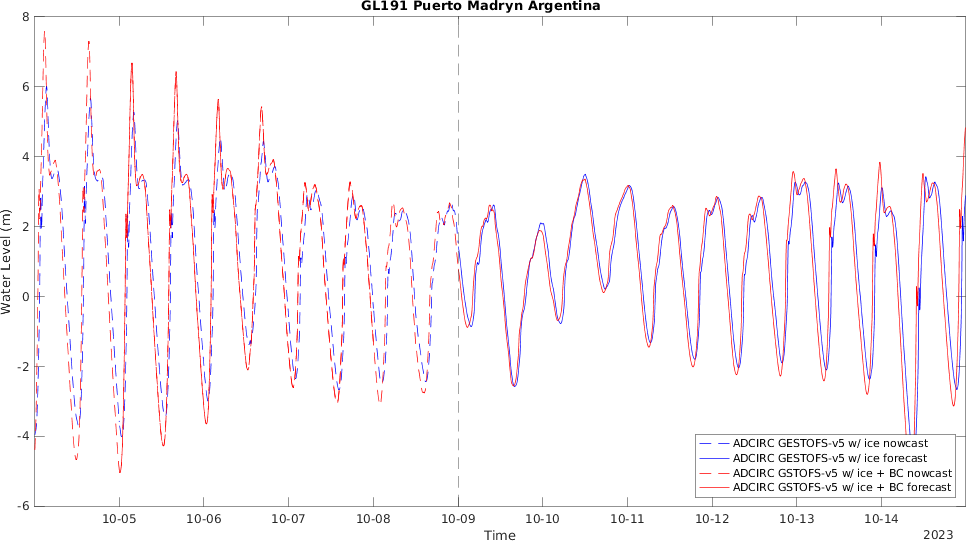 GL191 Puerto Madryn Argentina
8
6
4
2
0
-2
-4
-6
Water Level (m)
ADCIRC GESTOFS-v5 w/ ice nowcast
ADCIRC GESTOFS-v5 w/ ice forecast
ADCIRC GSTOFS-v5 w/ ice + BC nowcast
ADCIRC GSTOFS-v5 w/ ice + BC forecast
10-05 10-06 10-07 10-08 10-09 10-10 10-11 10-12 10-13 10-14
2023
Time